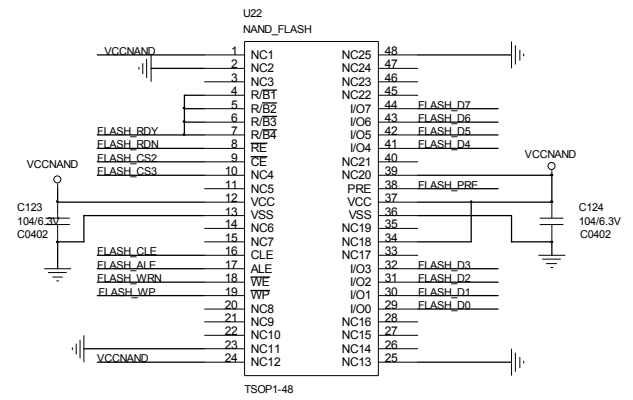 U22
NAND_FLASH
VCCNAND 1 NC1 NC25 48
2 NC2 NC24 47
3 NC3 NC23 46
4 R/B1 NC22 45
5 R/B2 I/O7 44 FLASH_D7
6 R/B3 I/O6 43 FLASH_D6
FLASH_RDY 7 R/B4 I/O5 42 FLASH_D5
FLASH_RDN 8 RE I/O4 41 FLASH_D4
FLASH_CS2 9 CE NC21 40
FLASH_CS3 10 NC4 NC20 39
VCCNAND 11 NC5 PRE 38 FLASH_PRE VCCNAND
12 VCC VCC 37
C123 13 VSS VSS 36 C124
104/6.3V 14 NC6 NC19 35 104/6.3V
C0402 15 NC7 NC18 34 C0402
FLASH_CLE 16 CLE NC17 33
FLASH_ALE 17 ALE I/O3 32 FLASH_D3
FLASH_WRN 18 WE I/O2 31 FLASH_D2
FLASH_WP 19 WP I/O1 30 FLASH_D1
20 NC8 I/O0 29 FLASH_D0
21 NC9 NC16 28
22 NC10 NC15 27
23 NC11 NC14 26
VCCNAND 24 NC12 NC13 25
TSOP1-48